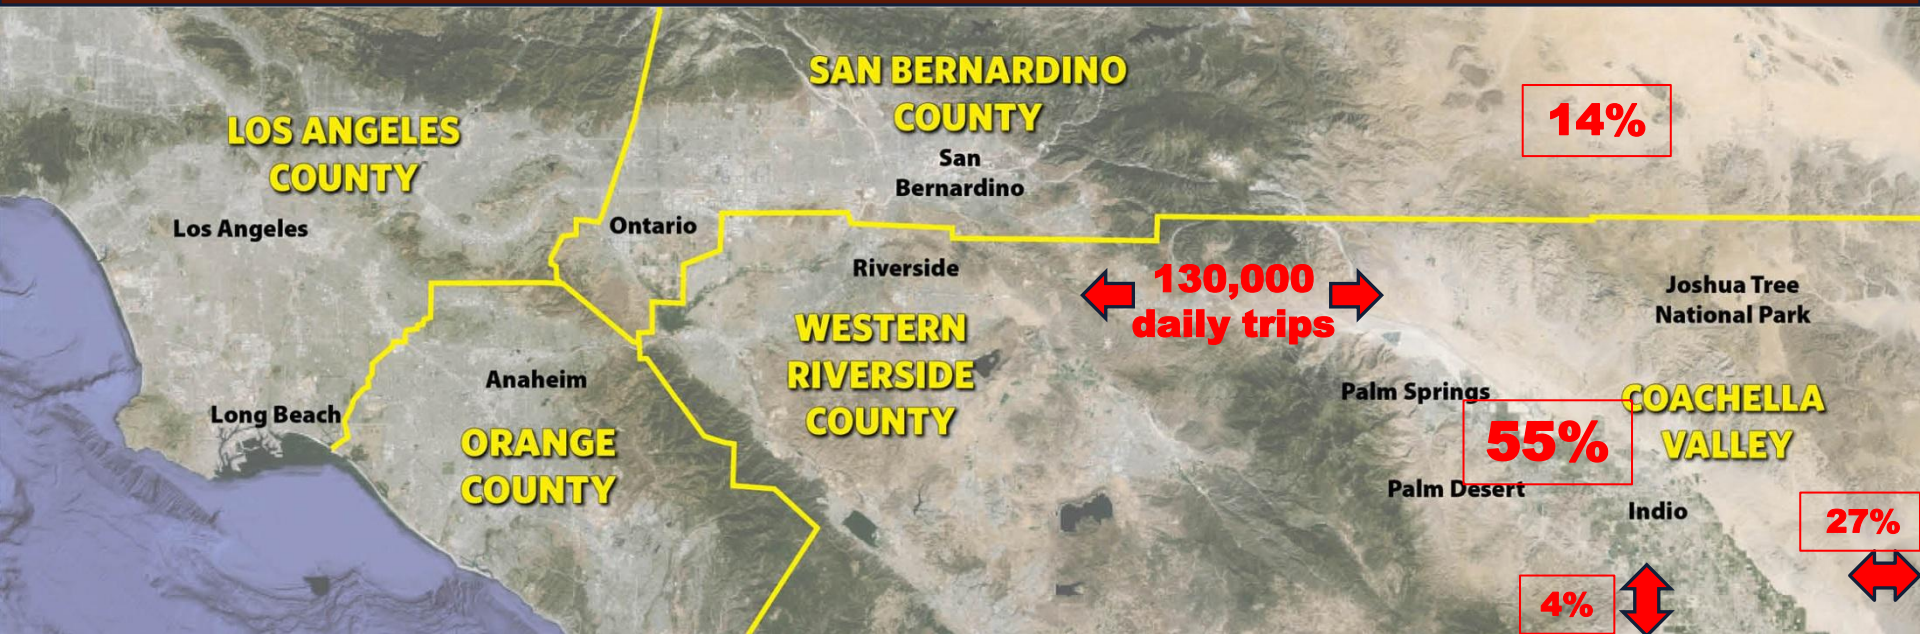 SAN BERNARDINO
COUNTY
14%
LOS ANGELES
COUNTY
San
Bernardino
Los Angeles
Ontario
Riverside
130,000
daily trips
Joshua Tree
National Park
WESTERN
RIVERSIDE
COUNTY
Anaheim
Palm Springs
COACHELLA
VALLEY
Long Beach
ORANGE
COUNTY
55%
Palm Desert
Indio
27%
4%